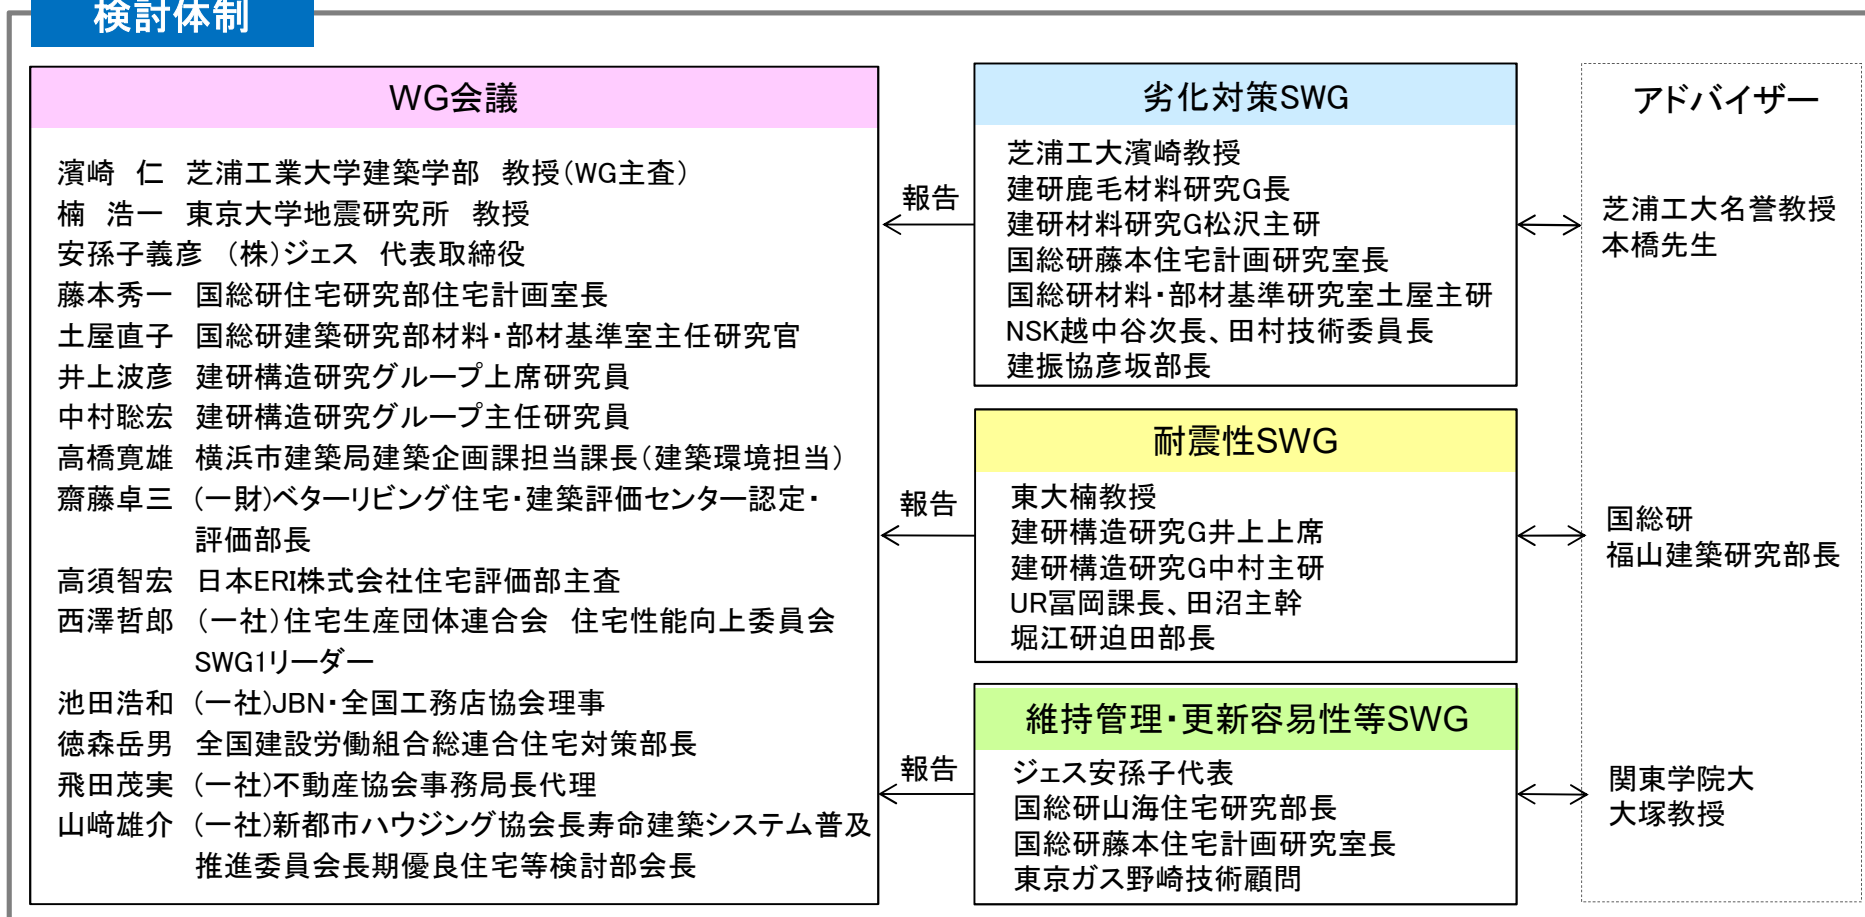 検討体制
WG会議
濱崎 仁 芝浦工業大学建築学部 教授(WG主査)
楠 浩一 東京大学地震研究所 教授
安孫子義彦 (株)ジェス 代表取締役
藤本秀一 国総研住宅研究部住宅計画室長
土屋直子 国総研建築研究部材料・部材基準室主任研究官
井上波彦 建研構造研究グループ上席研究員
中村聡宏 建研構造研究グループ主任研究員
高橋寛雄 横浜市建築局建築企画課担当課長(建築環境担当)
齋藤卓三 (一財)ベターリビング住宅・建築評価センター認定・
評価部長
高須智宏 日本ERI株式会社住宅評価部主査
西澤哲郎 (一社)住宅生産団体連合会 住宅性能向上委員会
SWG1リーダー
池田浩和 (一社)JBN・全国工務店協会理事
徳森岳男 全国建設労働組合総連合住宅対策部長
飛田茂実 (一社)不動産協会事務局長代理
山﨑雄介 (一社)新都市ハウジング協会長寿命建築システム普及
推進委員会長期優良住宅等検討部会長
報告
劣化対策SWG
芝浦工大濱崎教授
建研鹿毛材料研究G長
建研材料研究G松沢主研
国総研藤本住宅計画研究室長
国総研材料・部材基準研究室土屋主研
NSK越中谷次長、田村技術委員長
建振協彦坂部長
報告
耐震性SWG
東大楠教授
建研構造研究G井上上席
建研構造研究G中村主研
UR冨岡課長、田沼主幹
堀江研迫田部長
報告
維持管理・更新容易性等SWG
ジェス安孫子代表
国総研山海住宅研究部長
国総研藤本住宅計画研究室長
東京ガス野崎技術顧問
アドバイザー
芝浦工大名誉教授
本橋先生
国総研
福山建築研究部長
関東学院大
大塚教授